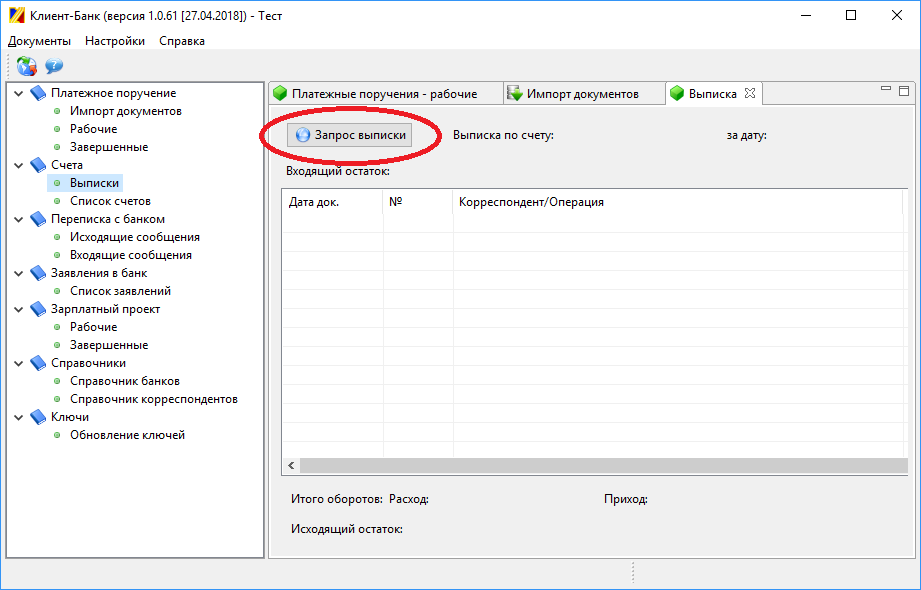 Клиент-Банк (версия 1.0.61 [27.04.2018]) - Тест
Документы Настройки Справка
Платежное поручение
Импорт документов
Рабочие
Завершенные
Счета
Выписки
Список счетов
Переписка с банком
Исходящие сообщения
Входящие сообщения
Заявления в банк
Список заявлений
Зарплатный проект
Рабочие
Завершенные
Справочники
Справочник банков
Справочник корреспондентов
Ключи
Обновление ключей
Платежные поручения - рабочие Импорт документов Выписка
Запрос выписки Выписка по счету: за дату:
Входящий остаток:
Дата док. № Корреспондент/Операция
Итого оборотов: Расход: Приход:
Исходящий остаток: